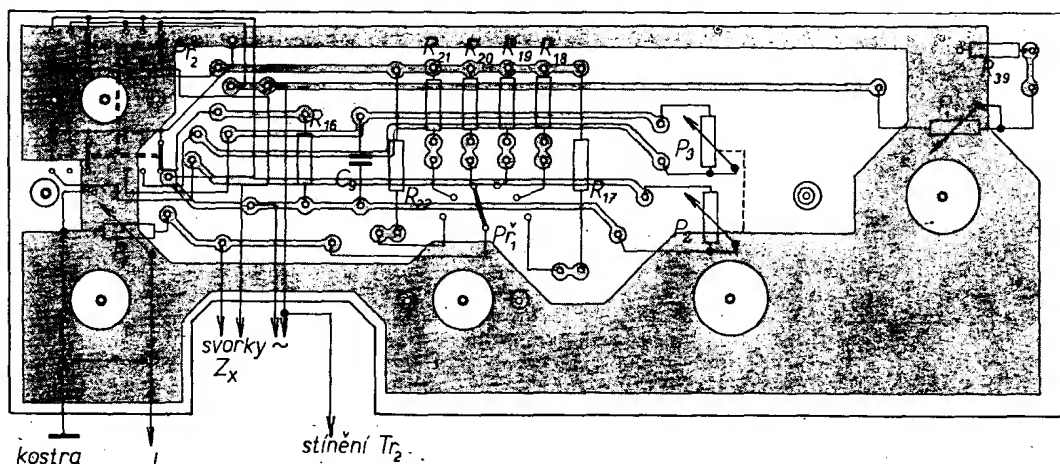 Př2
R21 R20 R19 R18
R39
R16
P1
P3
C9
R22
R17
Př1
P2
svorky ~
Zx
kostra
1
stínění Tr2